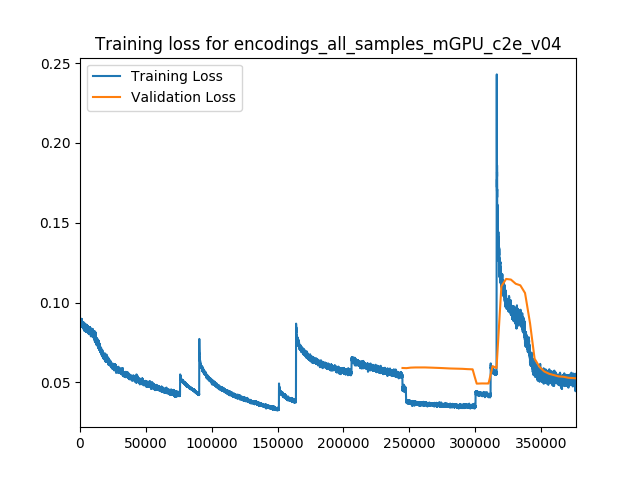 Training loss for encodings_all_samples_mGPU_c2e_v04
0.25
0.20
0.15
0.10
0.05
Training Loss
Validation Loss
0 50000 100000 150000 200000 250000 300000 350000